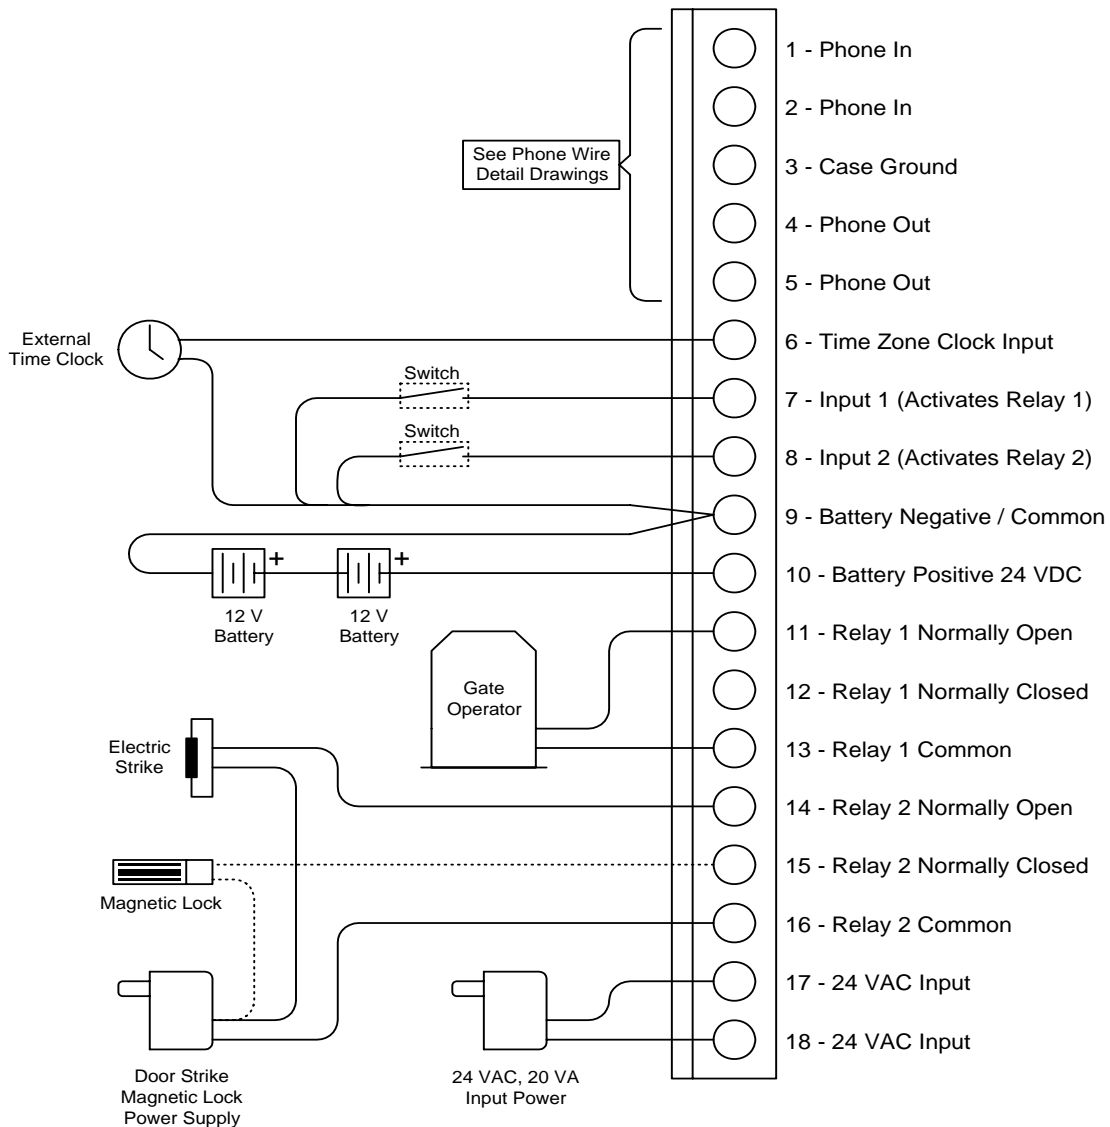 1 - Phone In
2 - Phone In
See Phone Wire
Detail Drawings
3 - Case Ground
4 - Phone Out
5 - Phone Out
External
Time Clock
6 - Time Zone Clock Input
Switch
7 - Input 1 (Activates Relay 1)
Switch
8 - Input 2 (Activates Relay 2)
9 - Battery Negative / Common
+
+
10 - Battery Positive 24 VDC
12 V
Battery
12 V
Battery
11 - Relay 1 Normally Open
Gate
Operator
12 - Relay 1 Normally Closed
Electric
Strike
13 - Relay 1 Common
14 - Relay 2 Normally Open
15 - Relay 2 Normally Closed
Magnetic Lock
16 - Relay 2 Common
17 - 24 VAC Input
18 - 24 VAC Input
Door Strike
Magnetic Lock
Power Supply
24 VAC, 20 VA
Input Power